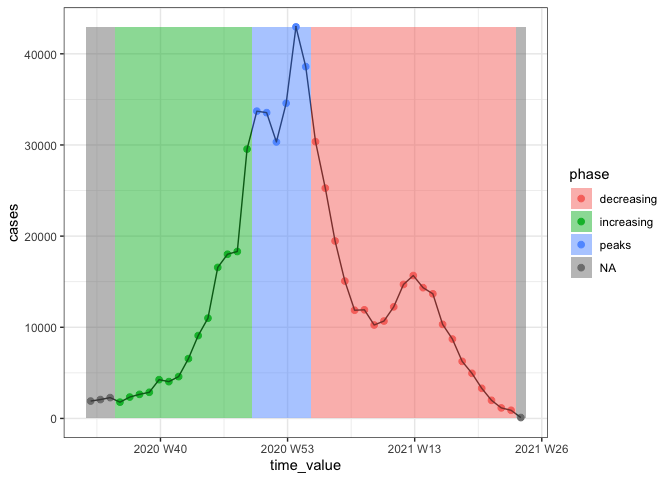 40000
30000
20000
10000
0
cases
2020 W40
2020 W53
2021 W13
2021 W26
time_value
phase
decreasing
increasing
peaks
NA